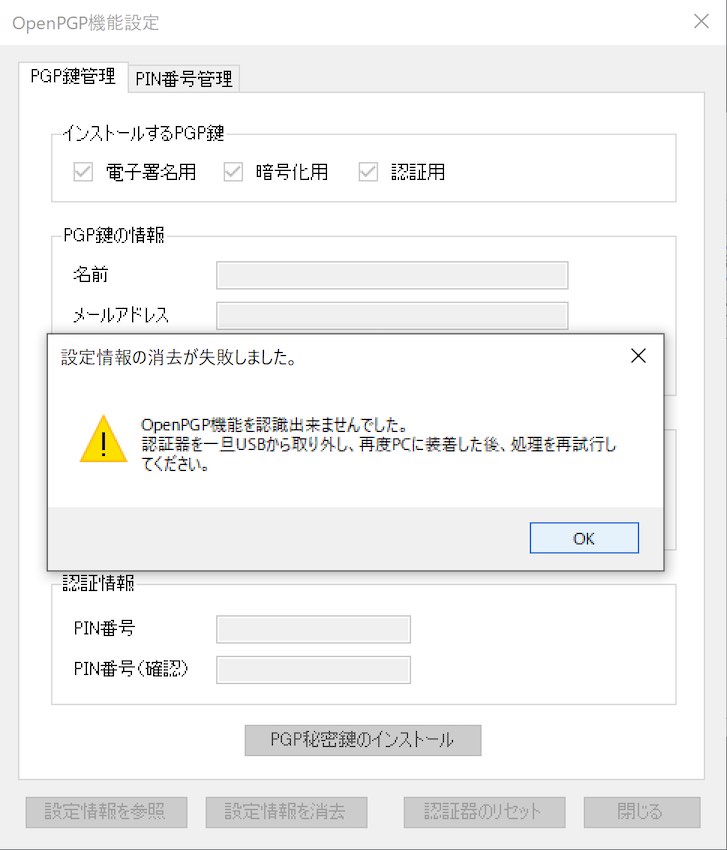 OpenPGP機能設定
PGP鍵管理
PIN番号管理
インストールするPGP鍵
電子署名用
暗号化用
認証用
PGP鍵の情報
名前
メールアドレス
設定情報の消去が失敗しました。
OpenPGP機能を認識出来ませんでした。
認証器を一旦USBから取り外し、再度PCに装着した後、処理を再試行し
てください。
OK
認証情報
PIN番号
PIN番号(確認)
PGP秘密鍵のインストール
設定情報を参照
設定情報を消去
認証器のリセット
閉じる